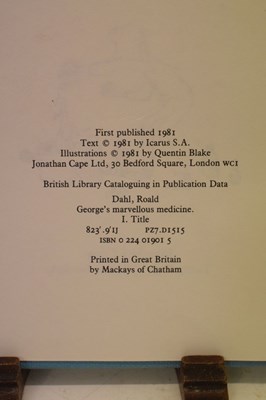 First published 1981
Text © 1981 by Icarus S.A.
Illustrations © 1981 by Quentin Blake
Jonathan Cape Ltd, 30 Bedford Square, London WC1
British Library Cataloguing in Publication Data
Dahl, Roald
George's marvellous medicine.
I. Title
823'.9'1J PZ7.D1515
ISBN 0 224 01901 5
Printed in Great Britain
by Mackays of Chatham